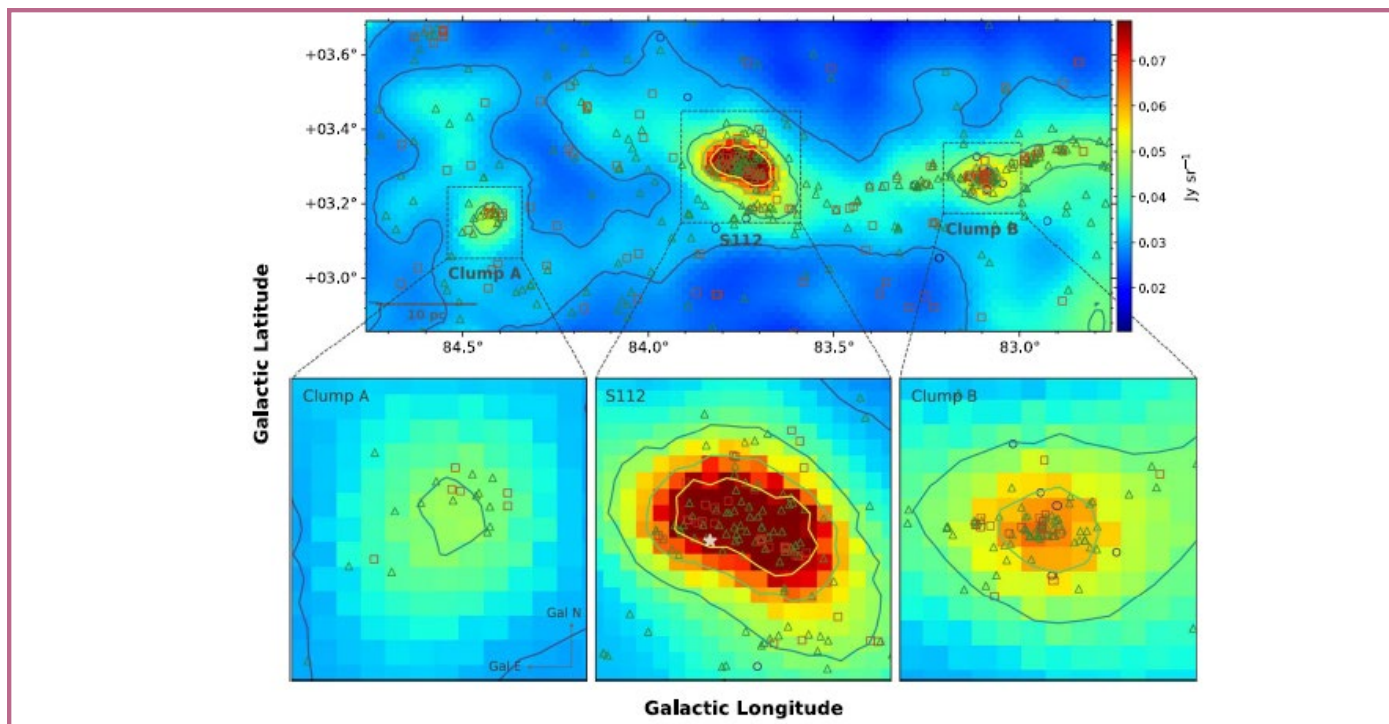 +03.6°
+03.4°
+03.2°
+03.0°
Clump A
S112
Clump B
10 pc
84.5°
84.0°
83.5°
83.0°
0.07
0.06
0.05
0.04
0.03
0.02
Jy sr⁻¹
Galactic Latitude
Clump A
Gal N
Gal E
S112
Clump B
Galactic Longitude